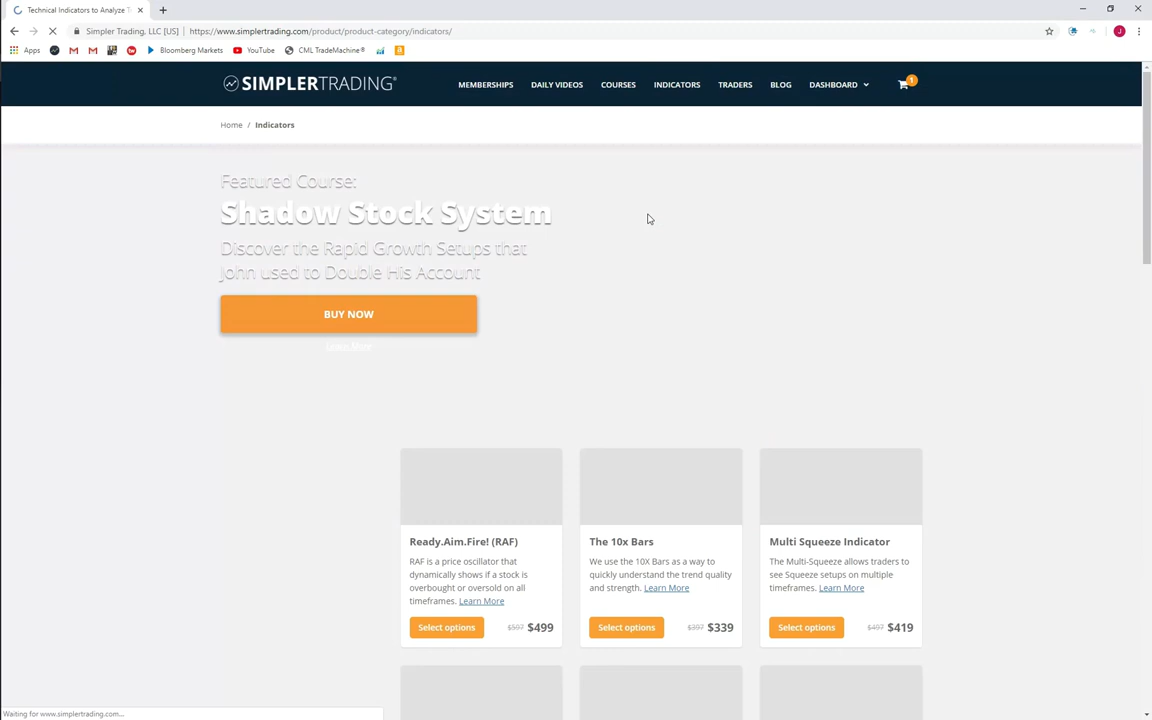 Technical Indicators to Analyze T
Simpler Trading, LLC [US]
https://www.simplertrading.com/product/product-category/indicators/
Apps
Bloomberg Markets
YouTube
CML TradeMachine®
J
SIMPLERTRADING®
MEMBERSHIPS
DAILY VIDEOS
COURSES
INDICATORS
TRADERS
BLOG
DASHBOARD
1
Home / Indicators
Featured Course:
Shadow Stock System
Discover the Rapid Growth Setups that
John used to Double His Account
BUY NOW
Learn More
Ready.Aim.Fire! (RAF)
RAF is a price oscillator that
dynamically shows if a stock is
overbought or oversold on all
timeframes. Learn More
Select options
$597 $499
The 10x Bars
We use the 10X Bars as a way to
quickly understand the trend quality
and strength. Learn More
Select options
$397 $339
Multi Squeeze Indicator
The Multi-Squeeze allows traders to
see Squeeze setups on multiple
timeframes. Learn More
Select options
$497 $419
Waiting for www.simplertrading.com...